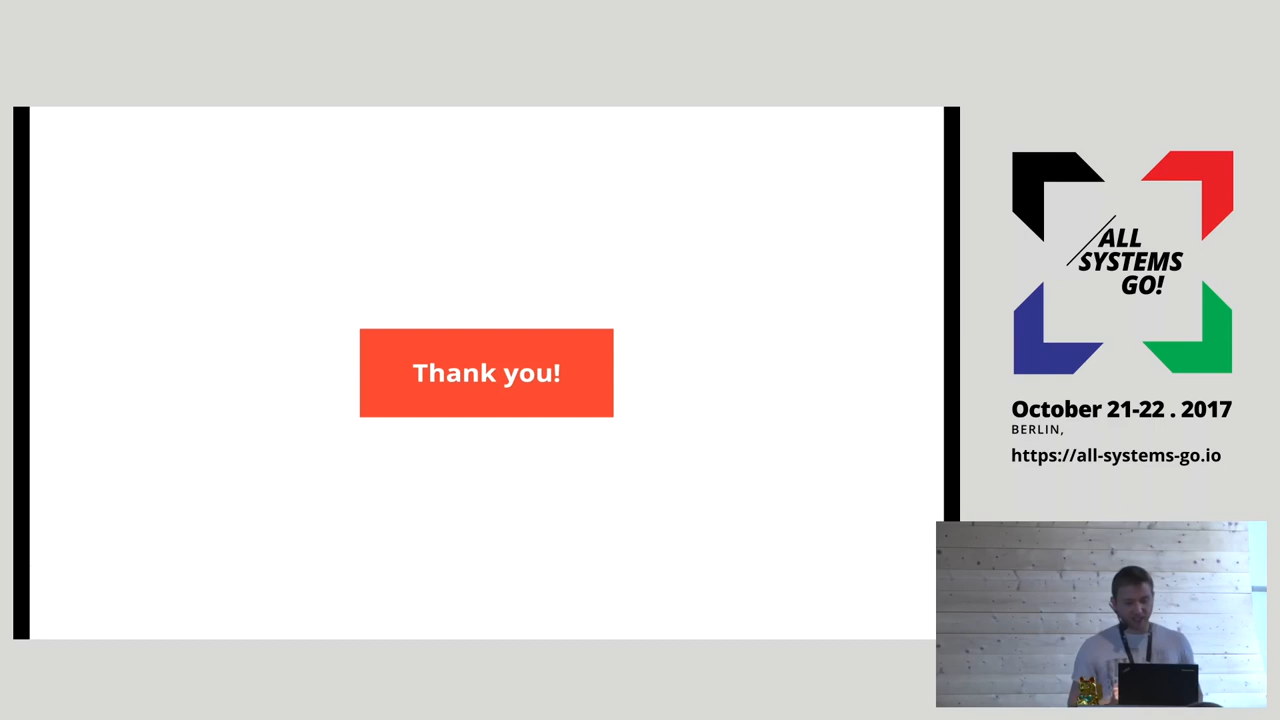 Thank you!
ALL
SYSTEMS
GO!
October 21-22 . 2017
BERLIN,
https://all-systems-go.io